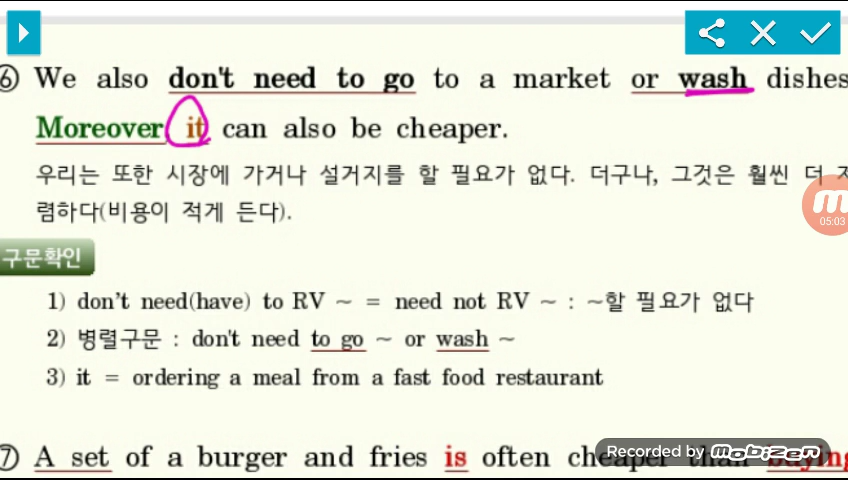 ⑥ We also don't need to go to a market or wash dishes
Moreover it can also be cheaper.
우리는 또한 시장에 가거나 설거지를 할 필요가 없다. 더구나, 그것은 훨씬 더
렴하다(비용이 적게 든다).
05:03
구문확인
1) don't need(have) to RV ~ = need not RV ~ : ~할 필요가 없다
2) 병렬구문 : don't need to go ~ or wash ~
3) it = ordering a meal from a fast food restaurant
⑦ A set of a burger and fries is often cheaper than buying
Recorded by mobizen